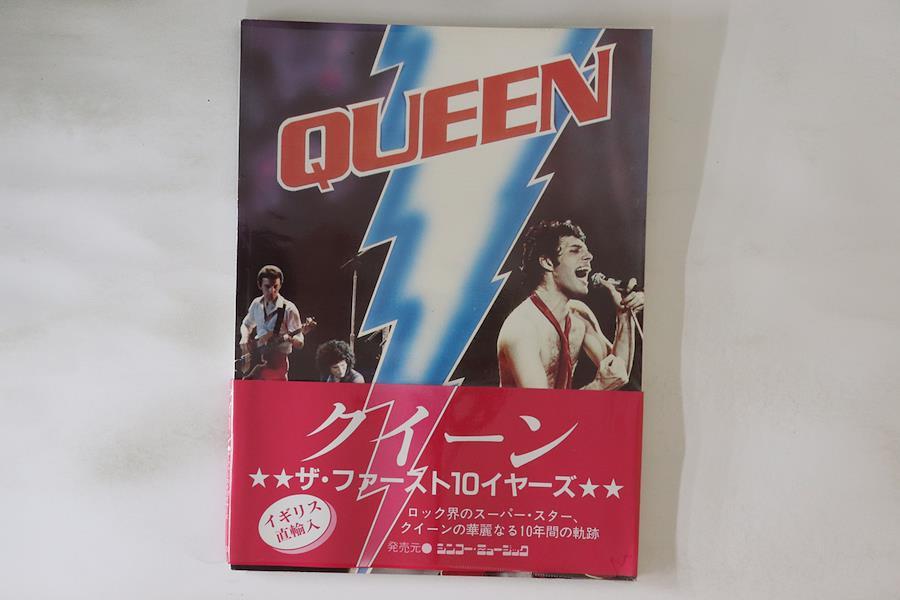 QUEEN
クイーン
★★ザ・ファースト10イヤーズ★★
イギリス
直輸入
ロック界のスーパー・スター、
クイーンの華麗なる10年間の軌跡
発売元●シンコー・ミュージック